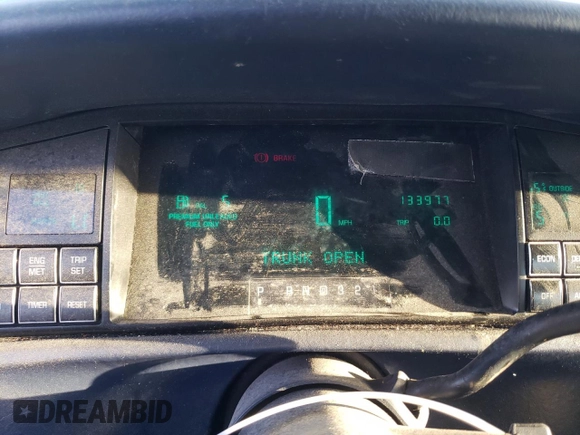 BRAKE
5
133977
PREMIUM UNLEADED
FUEL ONLY
0
MPH
TRIP 0.0
OUTSIDE
TRUNK OPEN
ENG
MET
TRIP
SET
TIMER
RESET
ECON
OFF
P R N D 3 2
DREAMBID